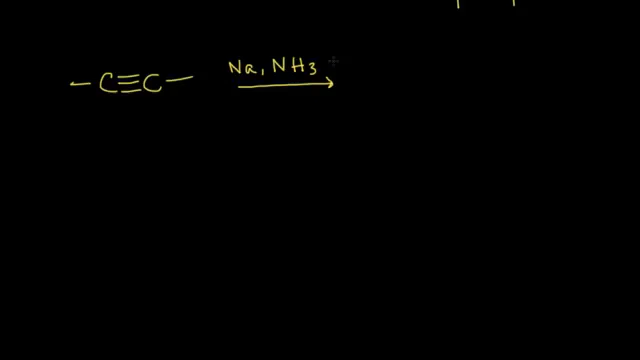 — C≡C — Na, NH3